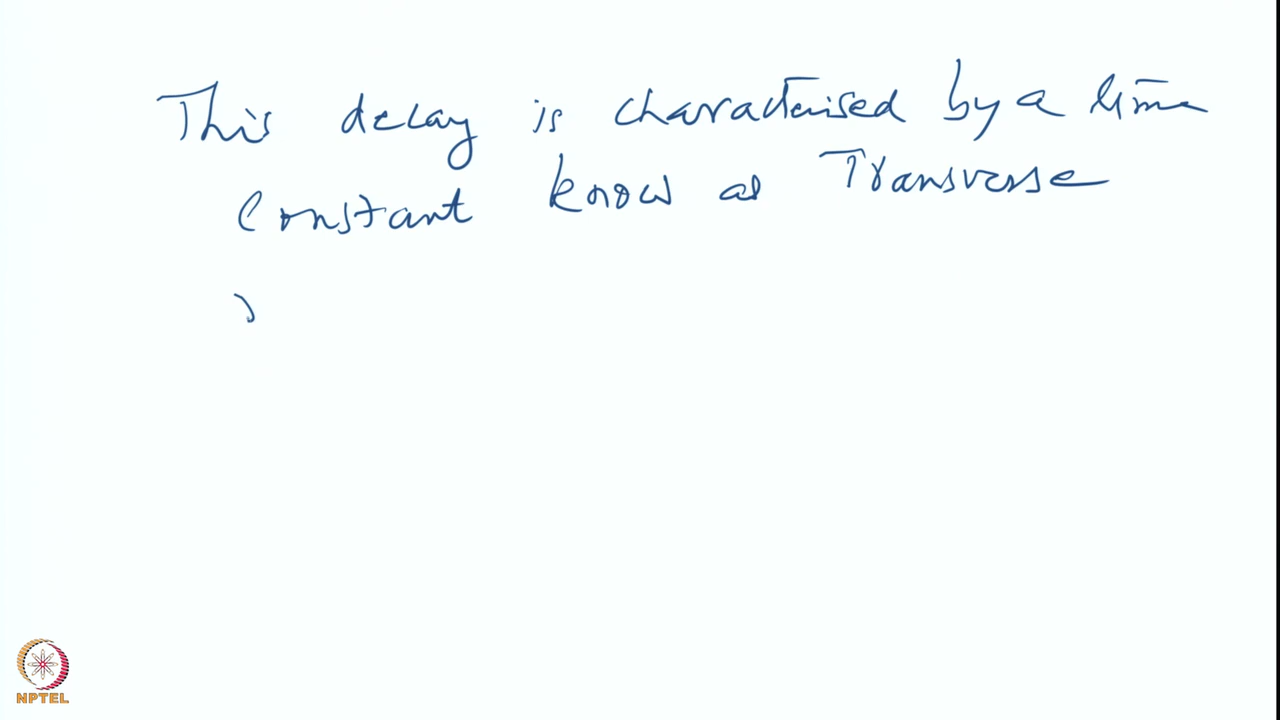 This delay is characterised by a time
Constant know as Transverse
NPTEL